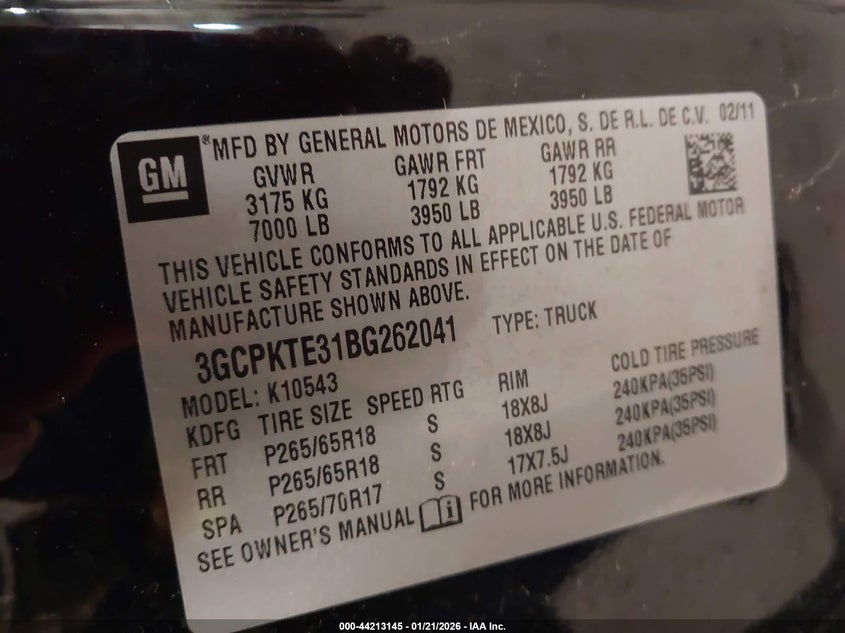 GM
® MFD BY GENERAL MOTORS DE MEXICO, S. DE R.L. DE C.V. 02/11
GVWR GAWR FRT GAWR RR
3175 KG 1792 KG 1792 KG
7000 LB 3950 LB 3950 LB
THIS VEHICLE CONFORMS TO ALL APPLICABLE U.S. FEDERAL MOTOR
VEHICLE SAFETY STANDARDS IN EFFECT ON THE DATE OF
MANUFACTURE SHOWN ABOVE.
3GCPKTE31BG262041 TYPE: TRUCK
MODEL: K10543
KDFG TIRE SIZE SPEED RTG RIM COLD TIRE PRESSURE
FRT P265/65R18 S 18X8J 240KPA(35PSI)
RR P265/65R18 S 18X8J 240KPA(35PSI)
SPA P265/70R17 S 17X7.5J 240KPA(35PSI)
SEE OWNER'S MANUAL i FOR MORE INFORMATION.
000-44213145 - 01/21/2026 - IAA Inc.